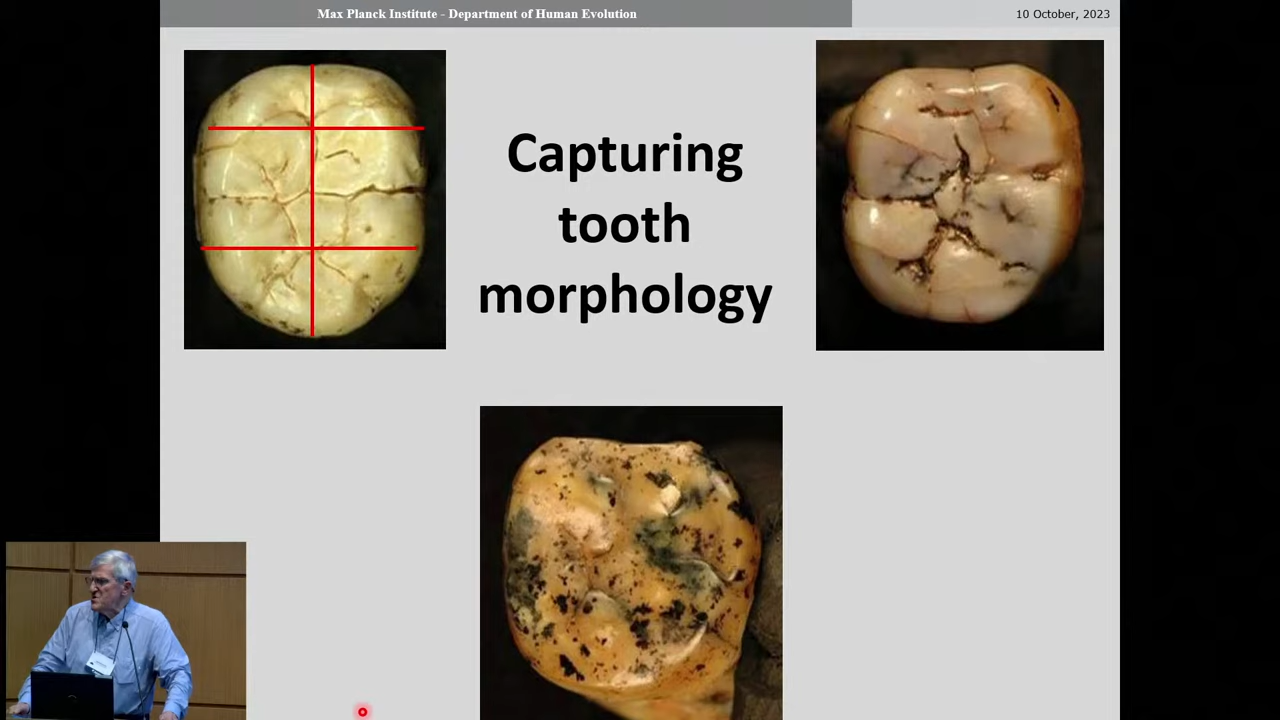 Max Planck Institute - Department of Human Evolution
10 October, 2023
Capturing
tooth
morphology